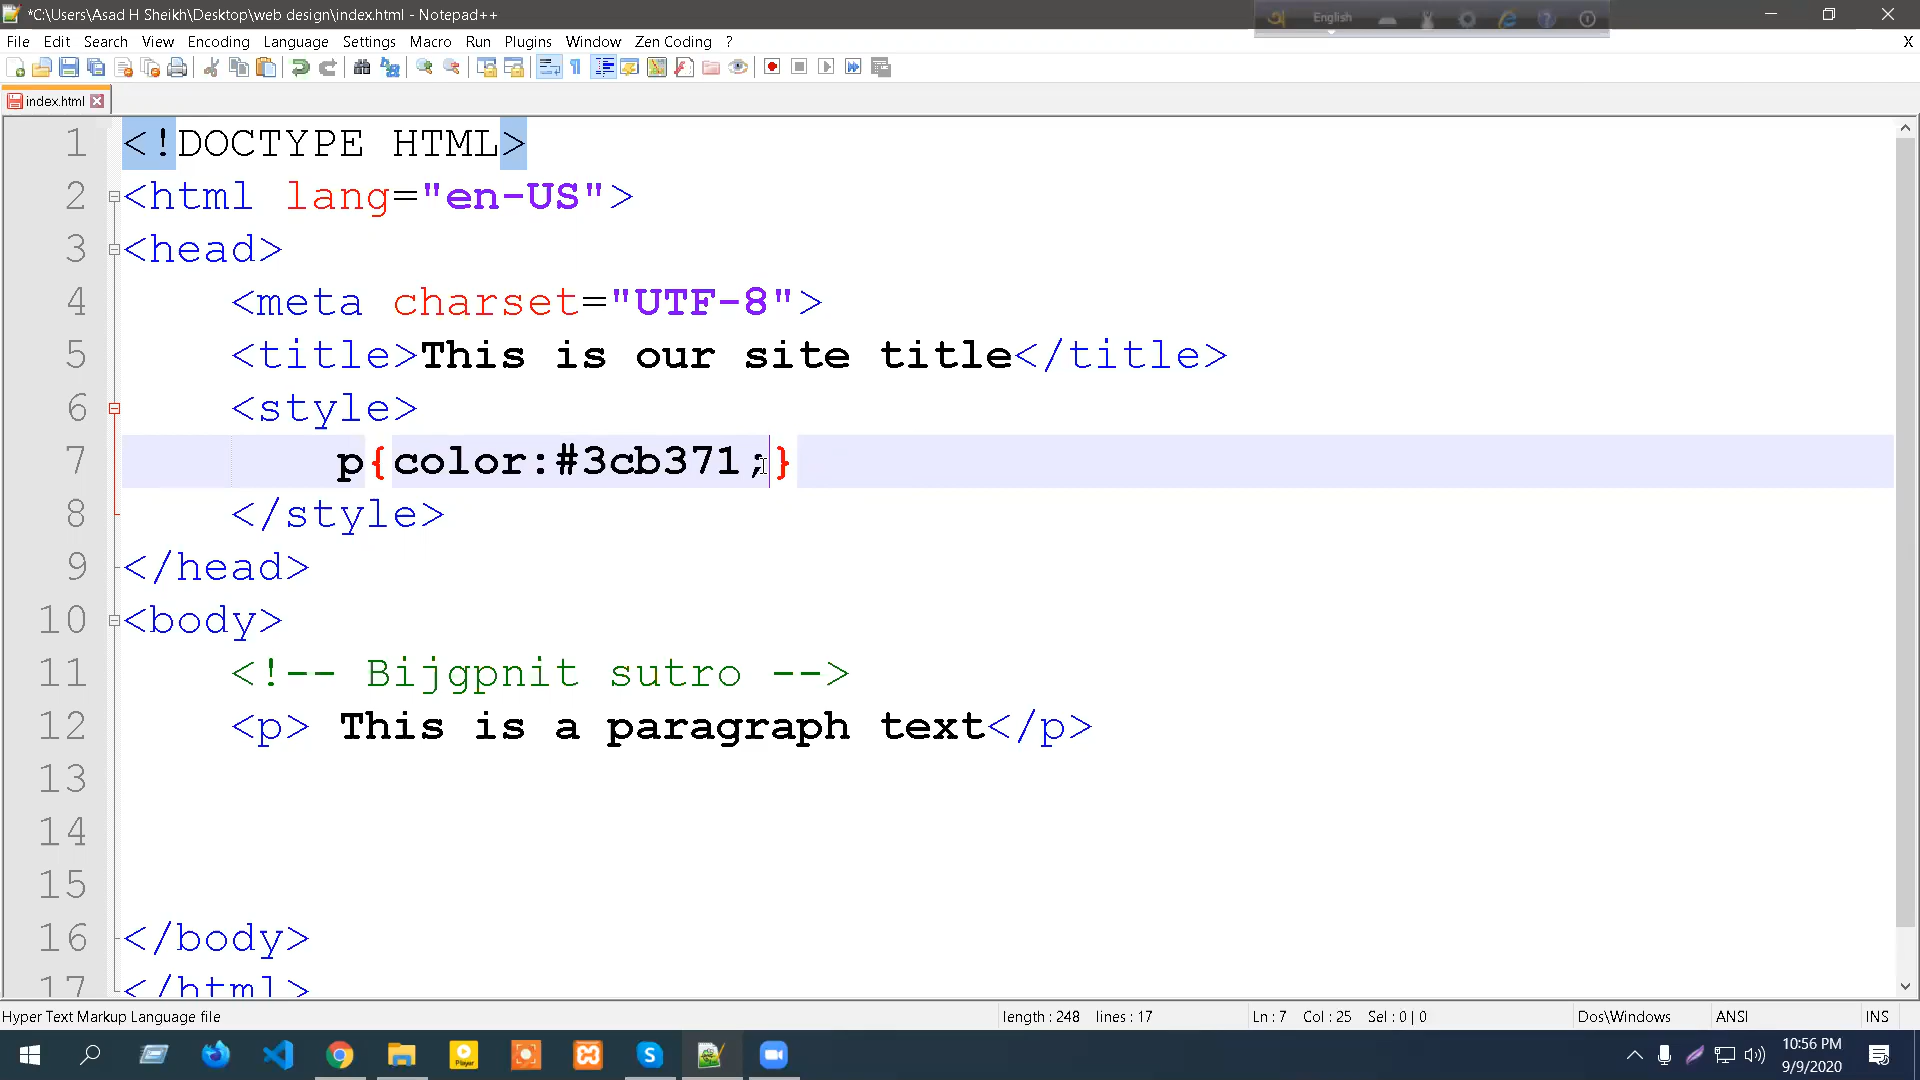 *C:\Users\Asad H Sheikh\Desktop\web design\index.html - Notepad++
English
File Edit Search View Encoding Language Settings Macro Run Plugins Window Zen Coding ? X
index.html
1 <!DOCTYPE HTML>
2 <html lang="en-US">
3 <head>
4 <meta charset="UTF-8">
5 <title>This is our site title</title>
6 <style>
7 p{color:#3cb371;}
8 </style>
9 </head>
10 <body>
11 <!-- Bijgpnit sutro -->
12 <p> This is a paragraph text</p>
13
14
15
16 </body>
17 </html>
Hyper Text Markup Language file length : 248 lines : 17 Ln : 7 Col : 25 Sel : 0 | 0 Dos\Windows ANSI INS
Player
10:56 PM
9/9/2020